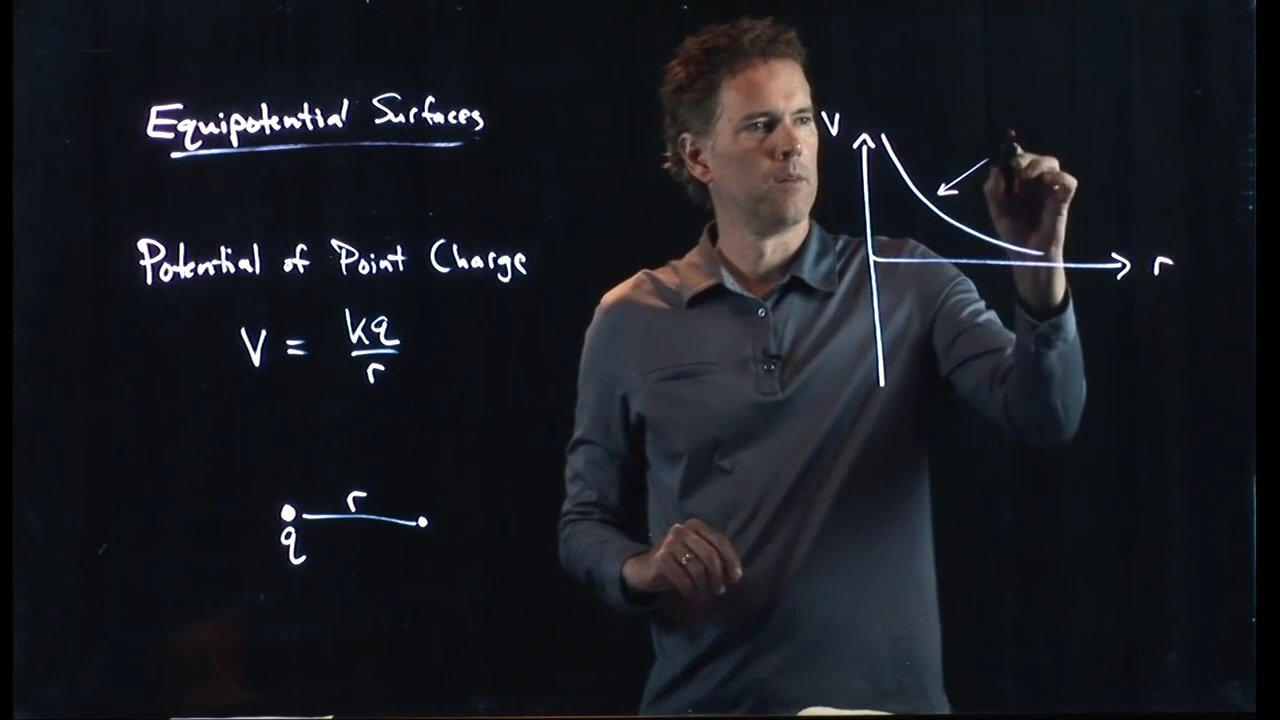 Equipotential Surfaces
Potential of Point Charge
V = kq/r
r
q
V
r